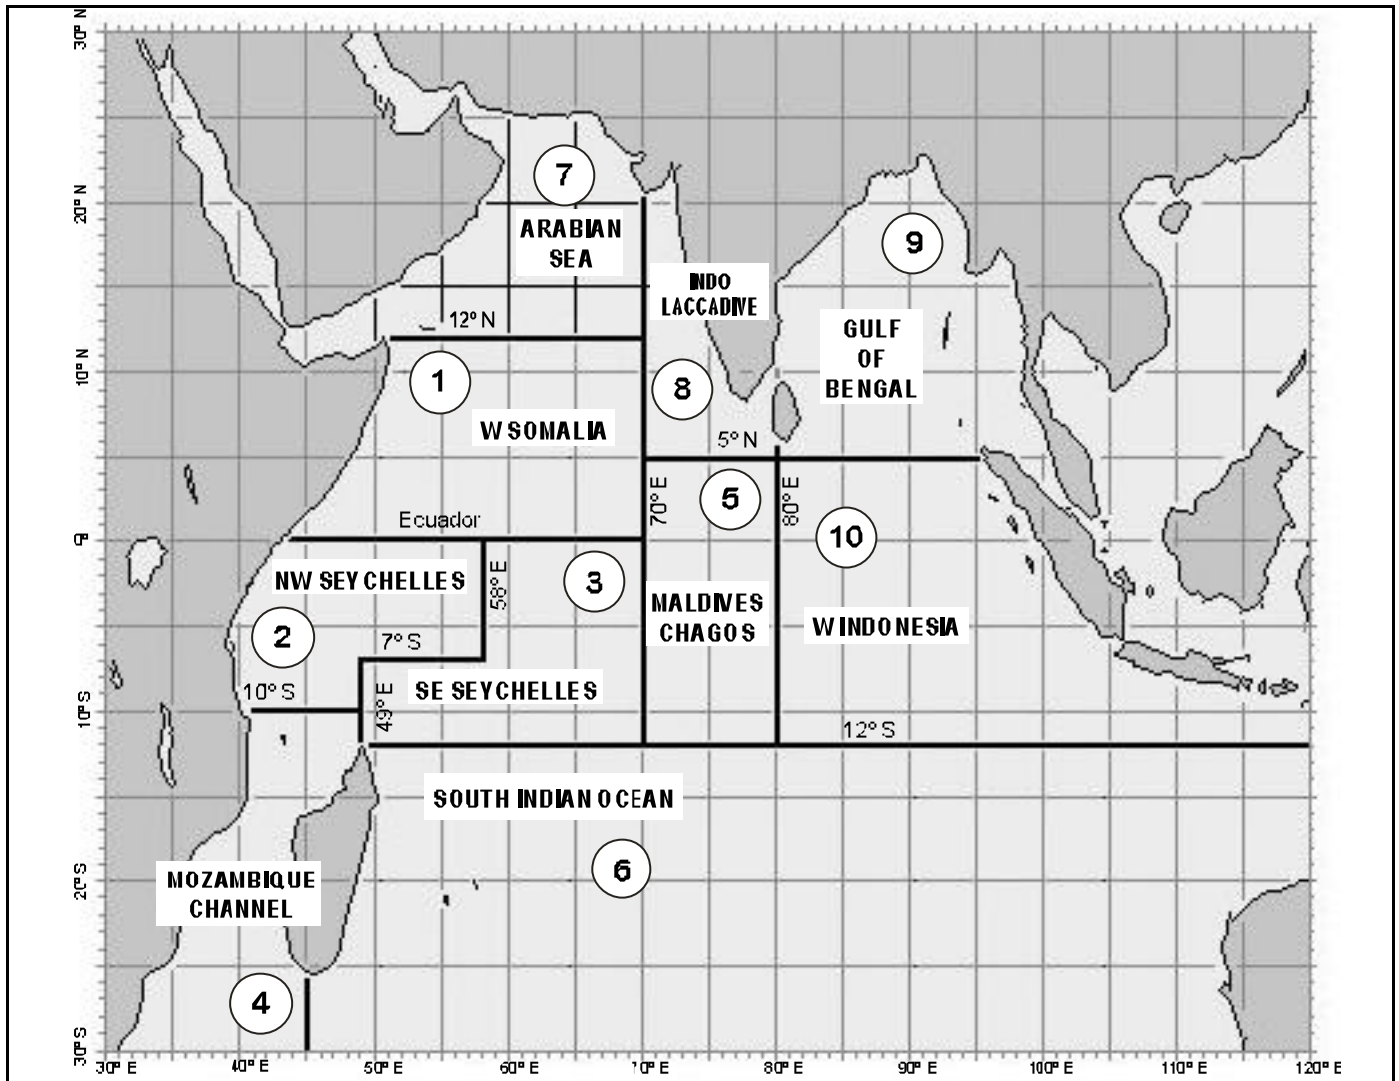 30° N
20° N
10° N
0°
10° S
20° S
30° S
7
ARABIAN
SEA
9
INDO
LACCADIVE
12° N
GULF
OF
BENGAL
1
8
W SOMALIA
5° N
70° E
5
80° E
Ecuador
10
NW SEYCHELLES
58° E
3
MALDIVES
CHAGOS
W INDONESIA
2
7° S
10° S
49° E
SE SEYCHELLES
12° S
SOUTH INDIAN OCEAN
6
MOZAMBIQUE
CHANNEL
4
30° E 40° E 50° E 60° E 70° E 80° E 90° E 100° E 110° E 120° E